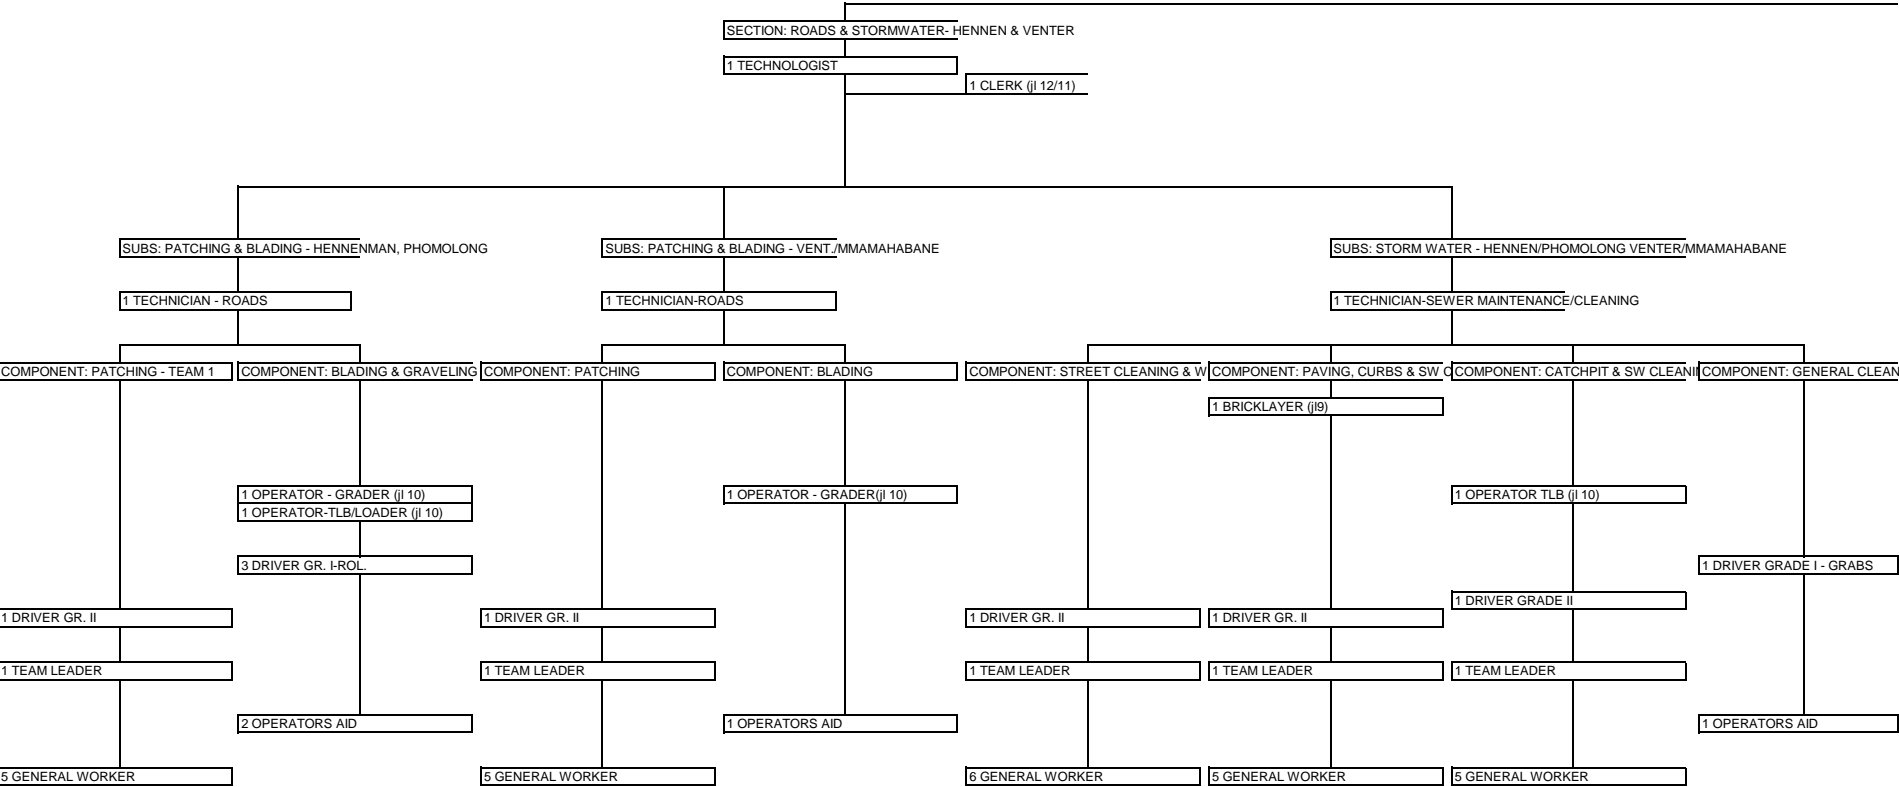 SECTION: ROADS & STORMWATER- HENNEN & VENTER
1 TECHNOLOGIST
1 CLERK (jl 12/11)
SUBS: PATCHING & BLADING - HENNENMAN, PHOMOLONG
SUBS: PATCHING & BLADING - VENT./MMAMAHABANE
SUBS: STORM WATER - HENNEN/PHOMOLONG VENTER/MMAMAHABANE
1 TECHNICIAN - ROADS
1 TECHNICIAN-ROADS
1 TECHNICIAN-SEWER MAINTENANCE/CLEANING
COMPONENT: PATCHING - TEAM 1
COMPONENT: BLADING & GRAVELING
COMPONENT: PATCHING
COMPONENT: BLADING
COMPONENT: STREET CLEANING & W
COMPONENT: PAVING, CURBS & SW C
COMPONENT: CATCHPIT & SW CLEANI
COMPONENT: GENERAL CLEAN
1 BRICKLAYER (jl9)
1 OPERATOR - GRADER (jl 10)
1 OPERATOR - GRADER(jl 10)
1 OPERATOR TLB (jl 10)
1 OPERATOR-TLB/LOADER (jl 10)
3 DRIVER GR. I-ROL.
1 DRIVER GRADE I - GRABS
1 DRIVER GRADE II
1 DRIVER GR. II
1 DRIVER GR. II
1 DRIVER GR. II
1 DRIVER GR. II
1 TEAM LEADER
1 TEAM LEADER
1 TEAM LEADER
1 TEAM LEADER
1 TEAM LEADER
2 OPERATORS AID
1 OPERATORS AID
1 OPERATORS AID
5 GENERAL WORKER
5 GENERAL WORKER
6 GENERAL WORKER
5 GENERAL WORKER
5 GENERAL WORKER